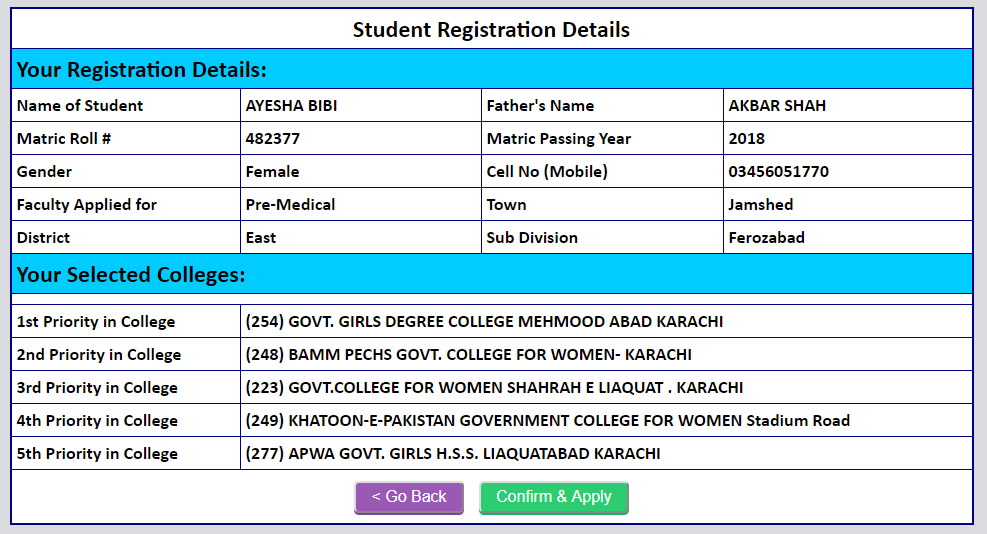 Student Registration Details
Your Registration Details:
Name of Student AYESHA BIBI Father's Name AKBAR SHAH
Matric Roll # 482377 Matric Passing Year 2018
Gender Female Cell No (Mobile) 03456051770
Faculty Applied for Pre-Medical Town Jamshed
District East Sub Division Ferozabad
Your Selected Colleges:
1st Priority in College (254) GOVT. GIRLS DEGREE COLLEGE MEHMOOD ABAD KARACHI
2nd Priority in College (248) BAMM PECHS GOVT. COLLEGE FOR WOMEN- KARACHI
3rd Priority in College (223) GOVT.COLLEGE FOR WOMEN SHAHRAH E LIAQUAT . KARACHI
4th Priority in College (249) KHATOON-E-PAKISTAN GOVERNMENT COLLEGE FOR WOMEN Stadium Road
5th Priority in College (277) APWA GOVT. GIRLS H.S.S. LIAQUATABAD KARACHI
< Go Back Confirm & Apply